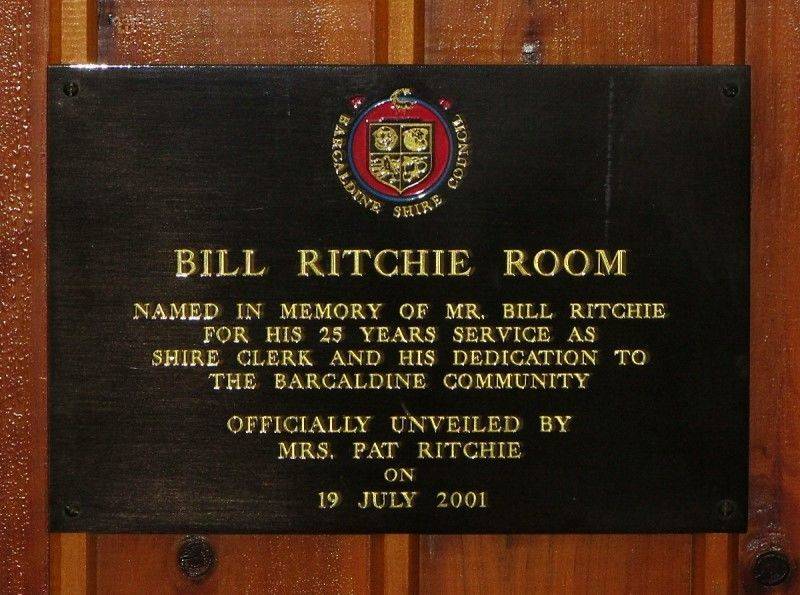 BARCALDINE SHIRE COUNCIL
BILL RITCHIE ROOM
NAMED IN MEMORY OF MR. BILL RITCHIE
FOR HIS 25 YEARS SERVICE AS
SHIRE CLERK AND HIS DEDICATION TO
THE BARCALDINE COMMUNITY
OFFICIALLY UNVEILED BY
MRS. PAT RITCHIE
ON
19 JULY 2001